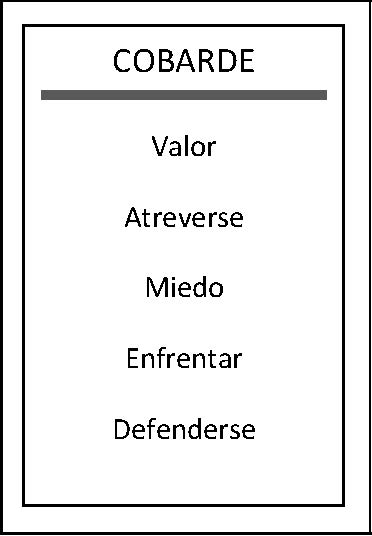 COBARDE
Valor
Atreverse
Miedo
Enfrentar
Defenderse